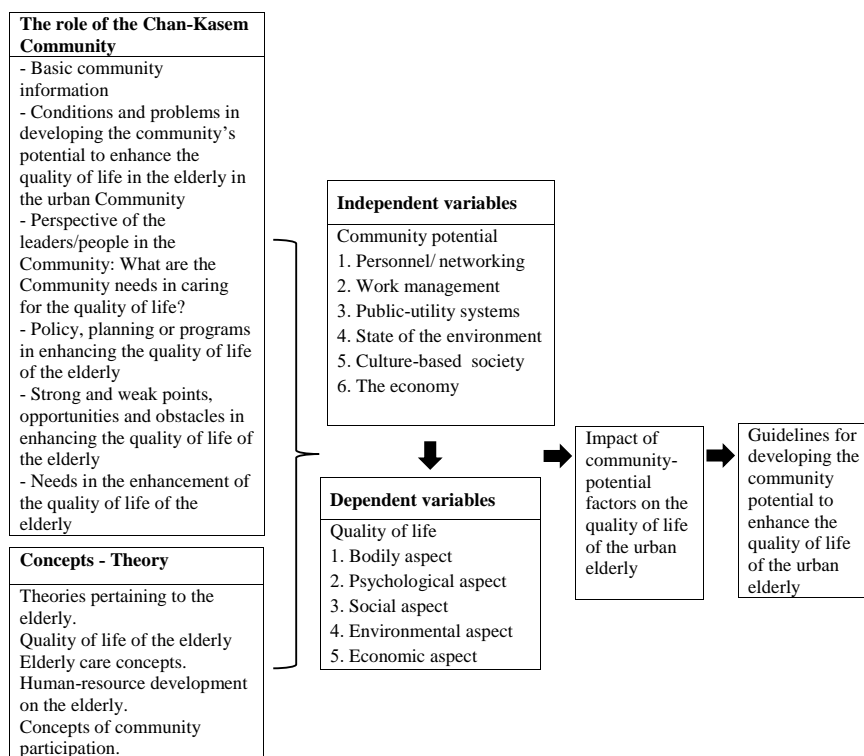 The role of the Chan-Kasem
Community
- Basic community
information
- Conditions and problems in
developing the community’s
potential to enhance the
quality of life in the elderly in
the urban Community
- Perspective of the
leaders/people in the
Community: What are the
Community needs in caring
for the quality of life?
- Policy, planning or programs
in enhancing the quality of life
of the elderly
- Strong and weak points,
opportunities and obstacles in
enhancing the quality of life of
the elderly
- Needs in the enhancement of
the quality of life of the
elderly
Concepts - Theory
Theories pertaining to the
elderly.
Quality of life of the elderly
Elderly care concepts.
Human-resource development
on the elderly.
Concepts of community
participation.
Independent variables
Community potential
1. Personnel/ networking
2. Work management
3. Public-utility systems
4. State of the environment
5. Culture-based society
6. The economy
Dependent variables
Quality of life
1. Bodily aspect
2. Psychological aspect
3. Social aspect
4. Environmental aspect
5. Economic aspect
Impact of
community-
potential
factors on the
quality of life
of the urban
elderly
Guidelines for
developing the
community
potential to
enhance the
quality of life
of the urban
elderly